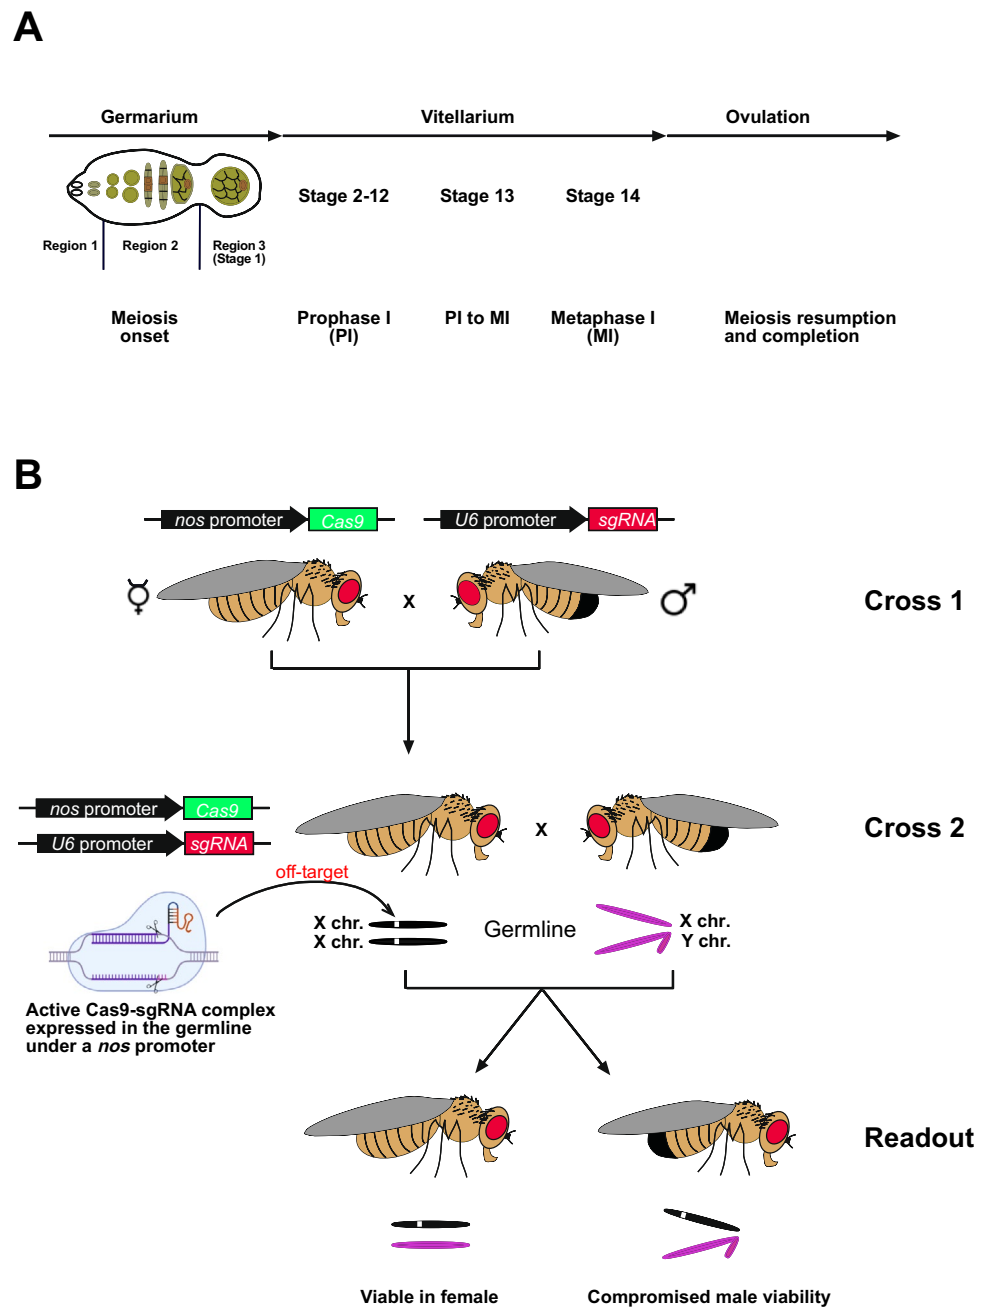 A
Germarium
Vitellarium
Ovulation
Stage 2-12
Stage 13
Stage 14
Region 1
Region 2
Region 3
(Stage 1)
Meiosis
onset
Prophase I
(PI)
PI to MI
Metaphase I
(MI)
Meiosis resumption
and completion
B
nos promoter
Cas9
U6 promoter
sgRNA
x
Cross 1
nos promoter
Cas9
U6 promoter
sgRNA
x
Cross 2
off-target
X chr.
X chr.
Germline
X chr.
Y chr.
Active Cas9-sgRNA complex
expressed in the germline
under a nos promoter
Readout
Viable in female
Compromised male viability